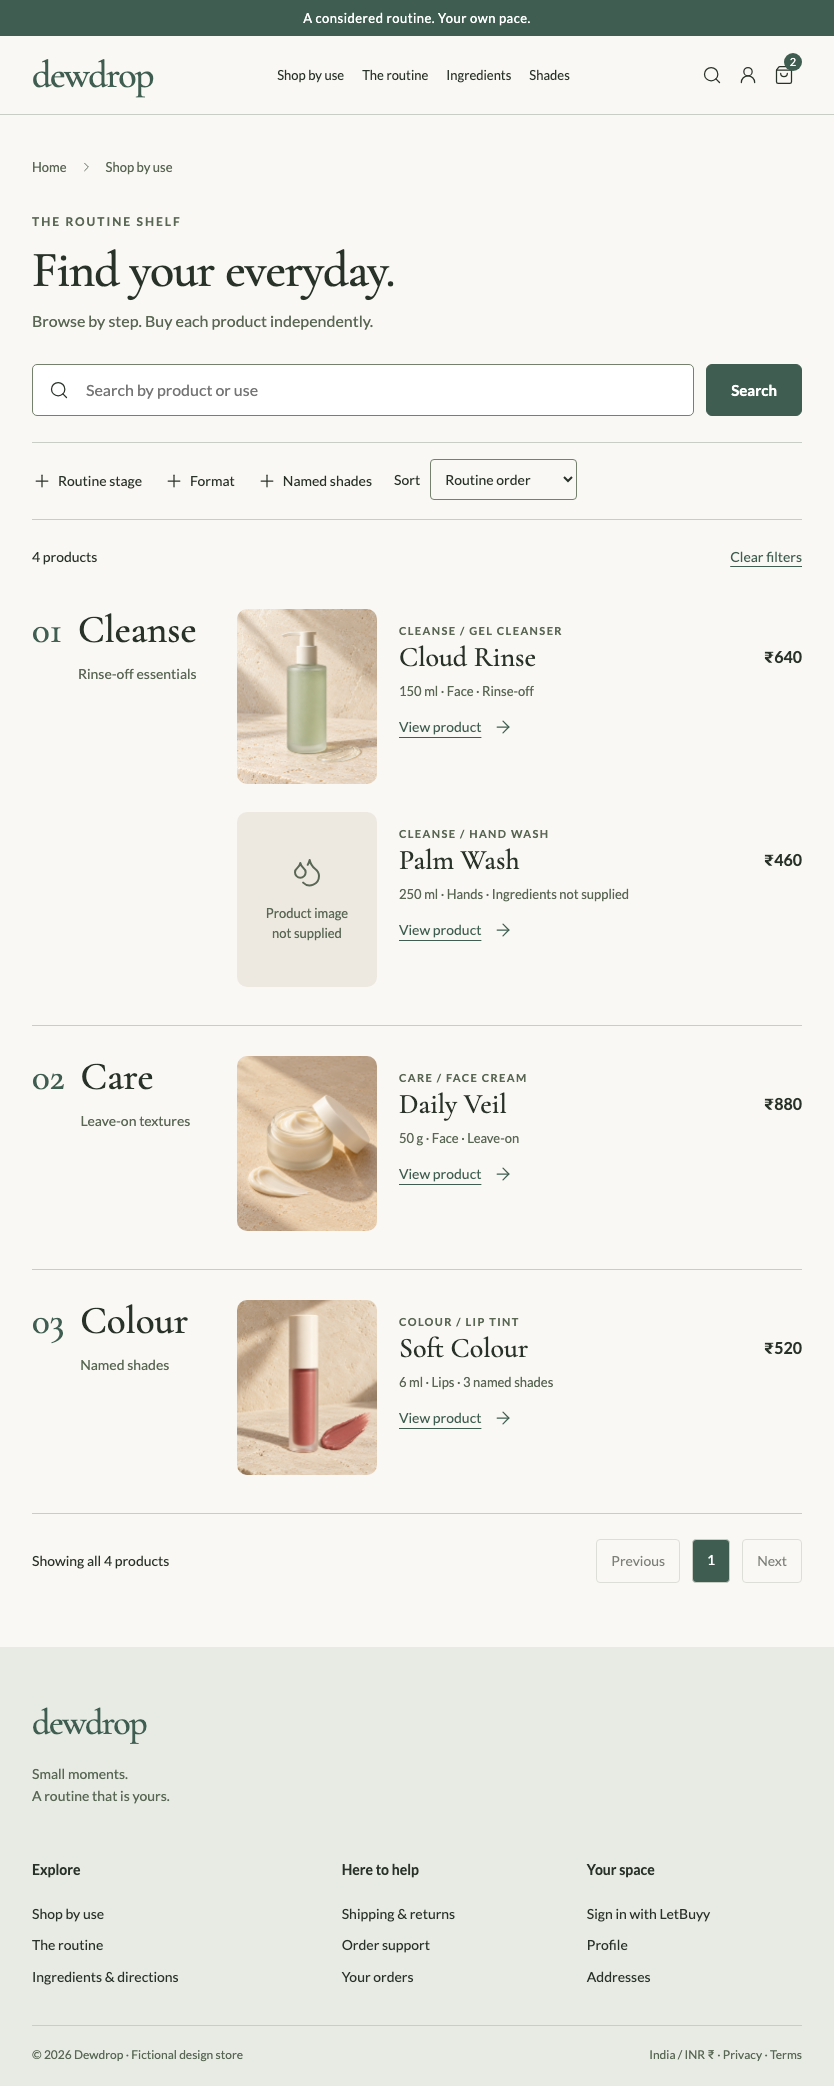 A considered routine. Your own pace.
dewdrop
Shop by use
The routine
Ingredients
Shades
2
Home
Shop by use
THE ROUTINE SHELF
Find your everyday.
Browse by step. Buy each product independently.
Search by product or use
Search
Routine stage
Format
Named shades
Sort
Routine order
4 products
Clear filters
01 Cleanse
Rinse-off essentials
CLEANSE / GEL CLEANSER
Cloud Rinse
₹640
150 ml · Face · Rinse-off
View product
CLEANSE / HAND WASH
Palm Wash
₹460
250 ml · Hands · Ingredients not supplied
View product
Product image
not supplied
02 Care
Leave-on textures
CARE / FACE CREAM
Daily Veil
₹880
50 g · Face · Leave-on
View product
03 Colour
Named shades
COLOUR / LIP TINT
Soft Colour
₹520
6 ml · Lips · 3 named shades
View product
Showing all 4 products
Previous
1
Next
dewdrop
Small moments.
A routine that is yours.
Explore
Shop by use
The routine
Ingredients & directions
Here to help
Shipping & returns
Order support
Your orders
Your space
Sign in with LetBuyy
Profile
Addresses
© 2026 Dewdrop · Fictional design store
India / INR ₹ · Privacy · Terms